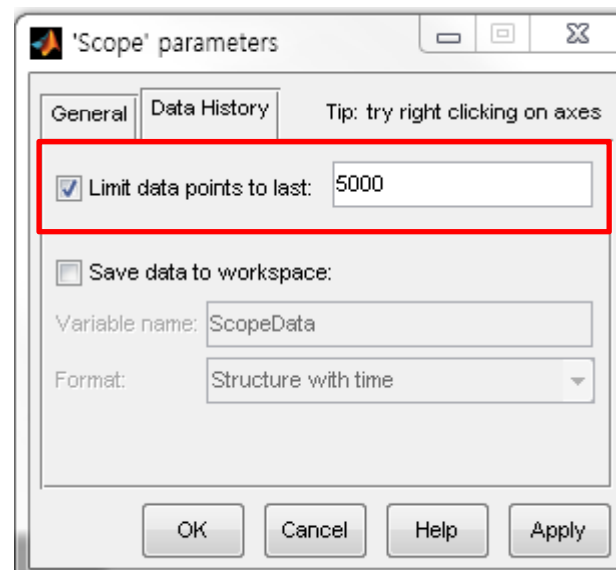 'Scope' parameters
General Data History Tip: try right clicking on axes
Limit data points to last: 5000
Save data to workspace:
Variable name: ScopeData
Format: Structure with time
OK Cancel Help Apply